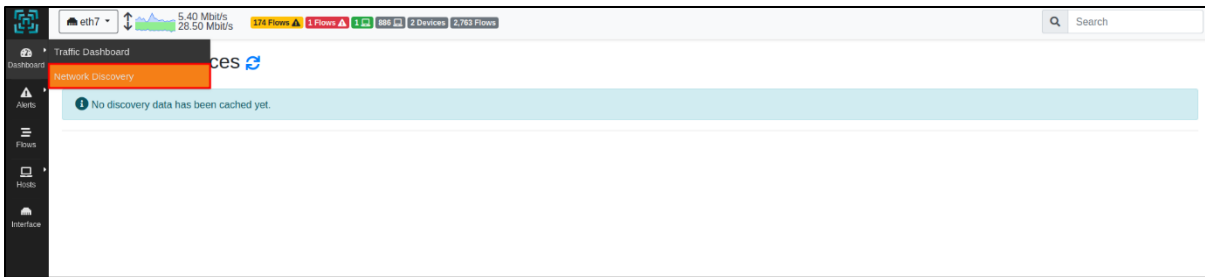 eth7
5.40 Mbit/s
28.50 Mbit/s
174 Flows
1 Flows
1
886
2 Devices
2,763 Flows
Search
Dashboard
Traffic Dashboard
Network Discovery
ces
Alerts
No discovery data has been cached yet.
Flows
Hosts
Interface